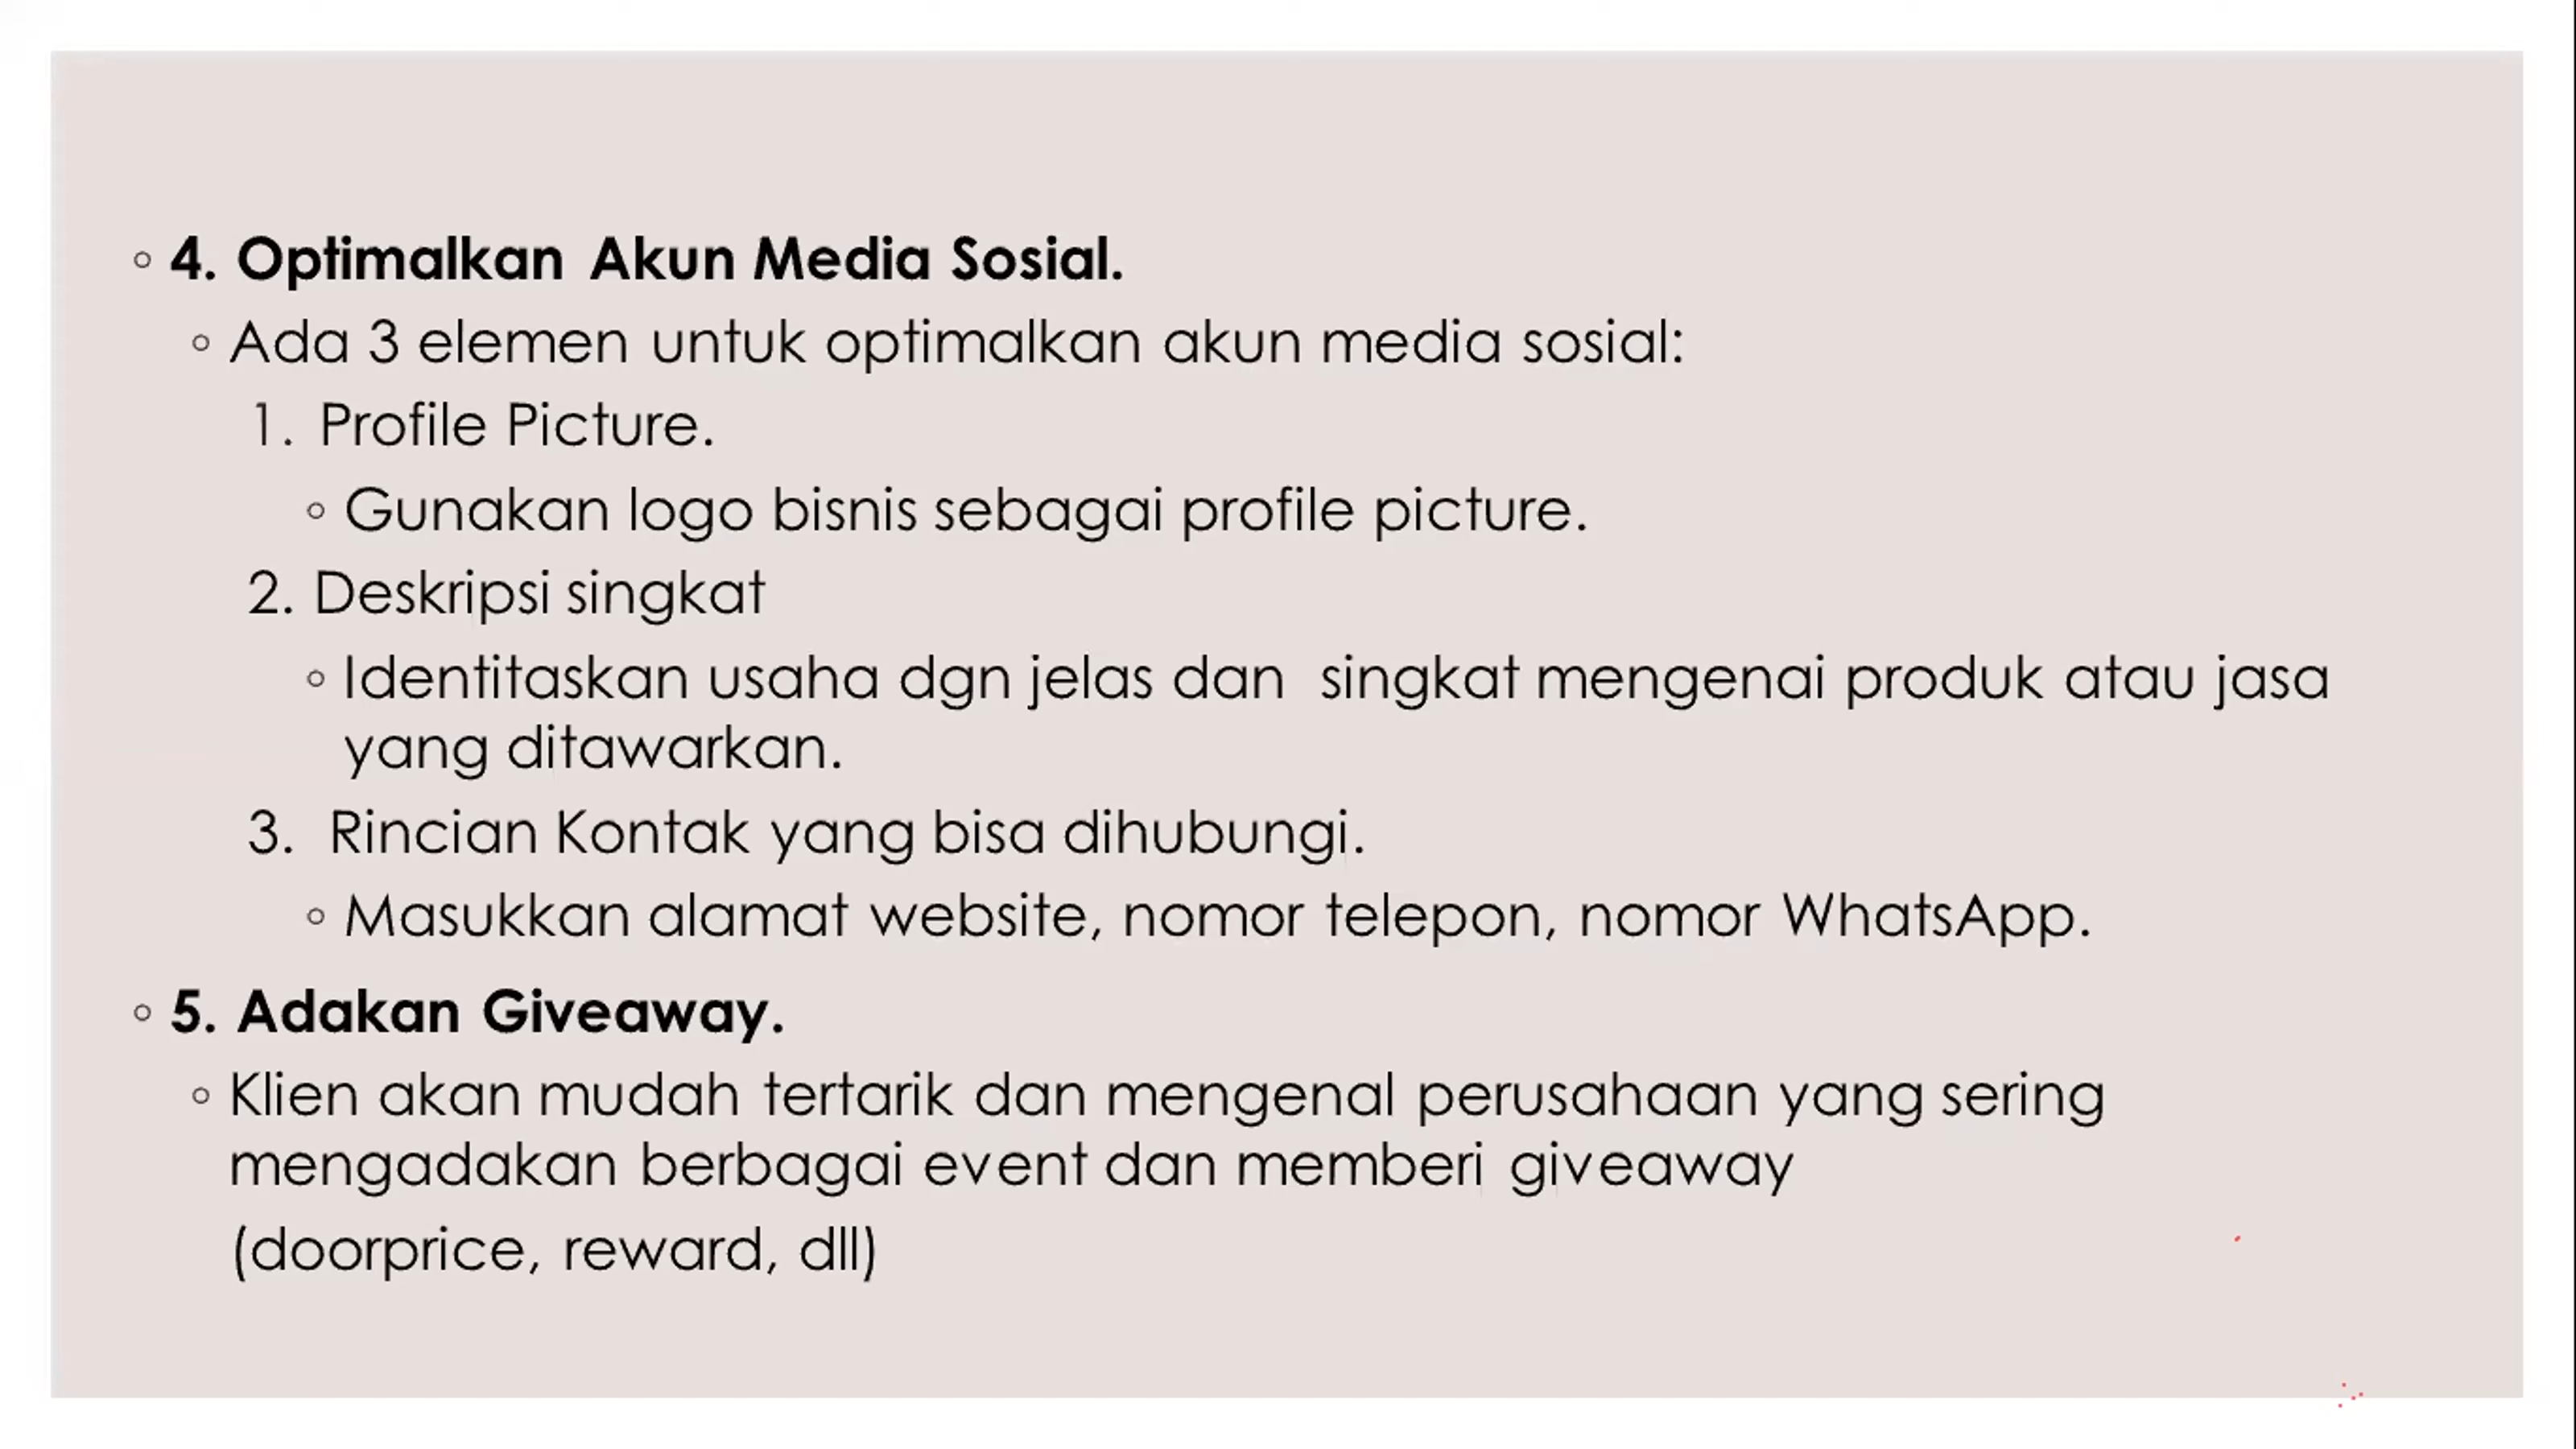 ◦ 4. Optimalkan Akun Media Sosial.
◦ Ada 3 elemen untuk optimalkan akun media sosial:
1. Profile Picture.
◦ Gunakan logo bisnis sebagai profile picture.
2. Deskripsi singkat
◦ Identitaskan usaha dgn jelas dan singkat mengenai produk atau jasa
yang ditawarkan.
3. Rincian Kontak yang bisa dihubungi.
◦ Masukkan alamat website, nomor telepon, nomor WhatsApp.
◦ 5. Adakan Giveaway.
◦ Klien akan mudah tertarik dan mengenal perusahaan yang sering
mengadakan berbagai event dan memberi giveaway
(doorprice, reward, dll)